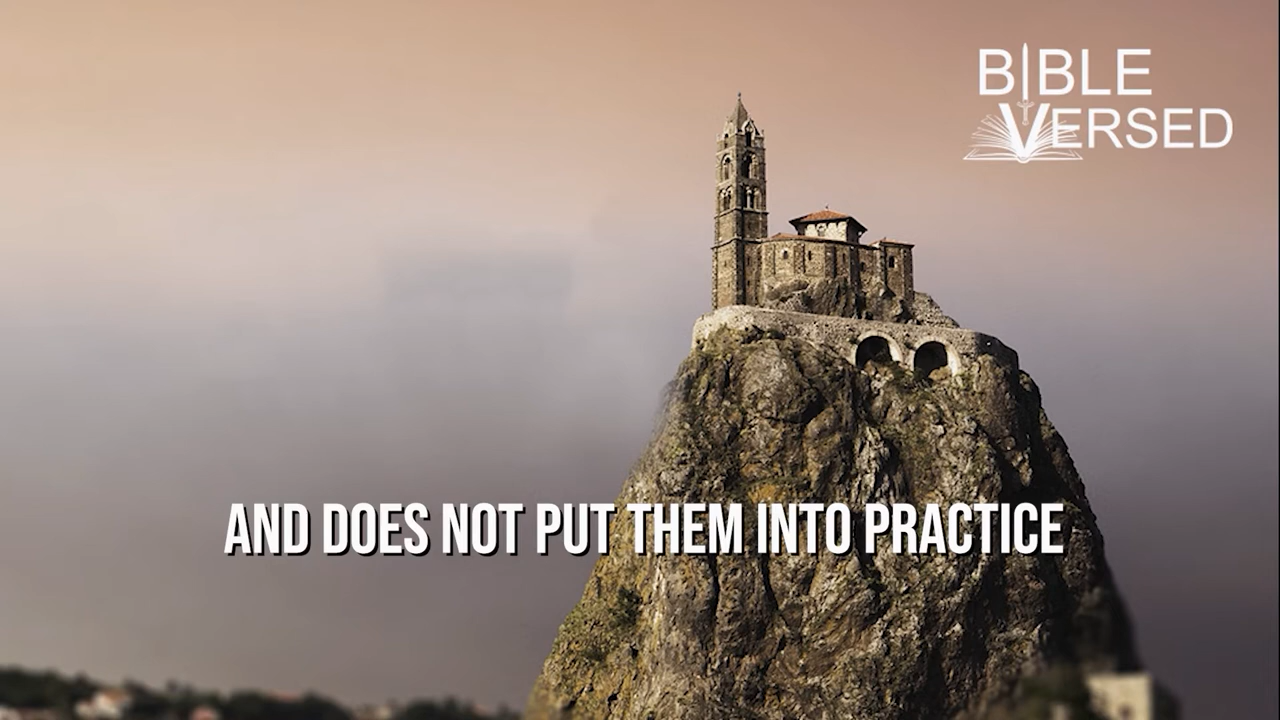 BIBLE
VERSED
AND DOES NOT PUT THEM INTO PRACTICE